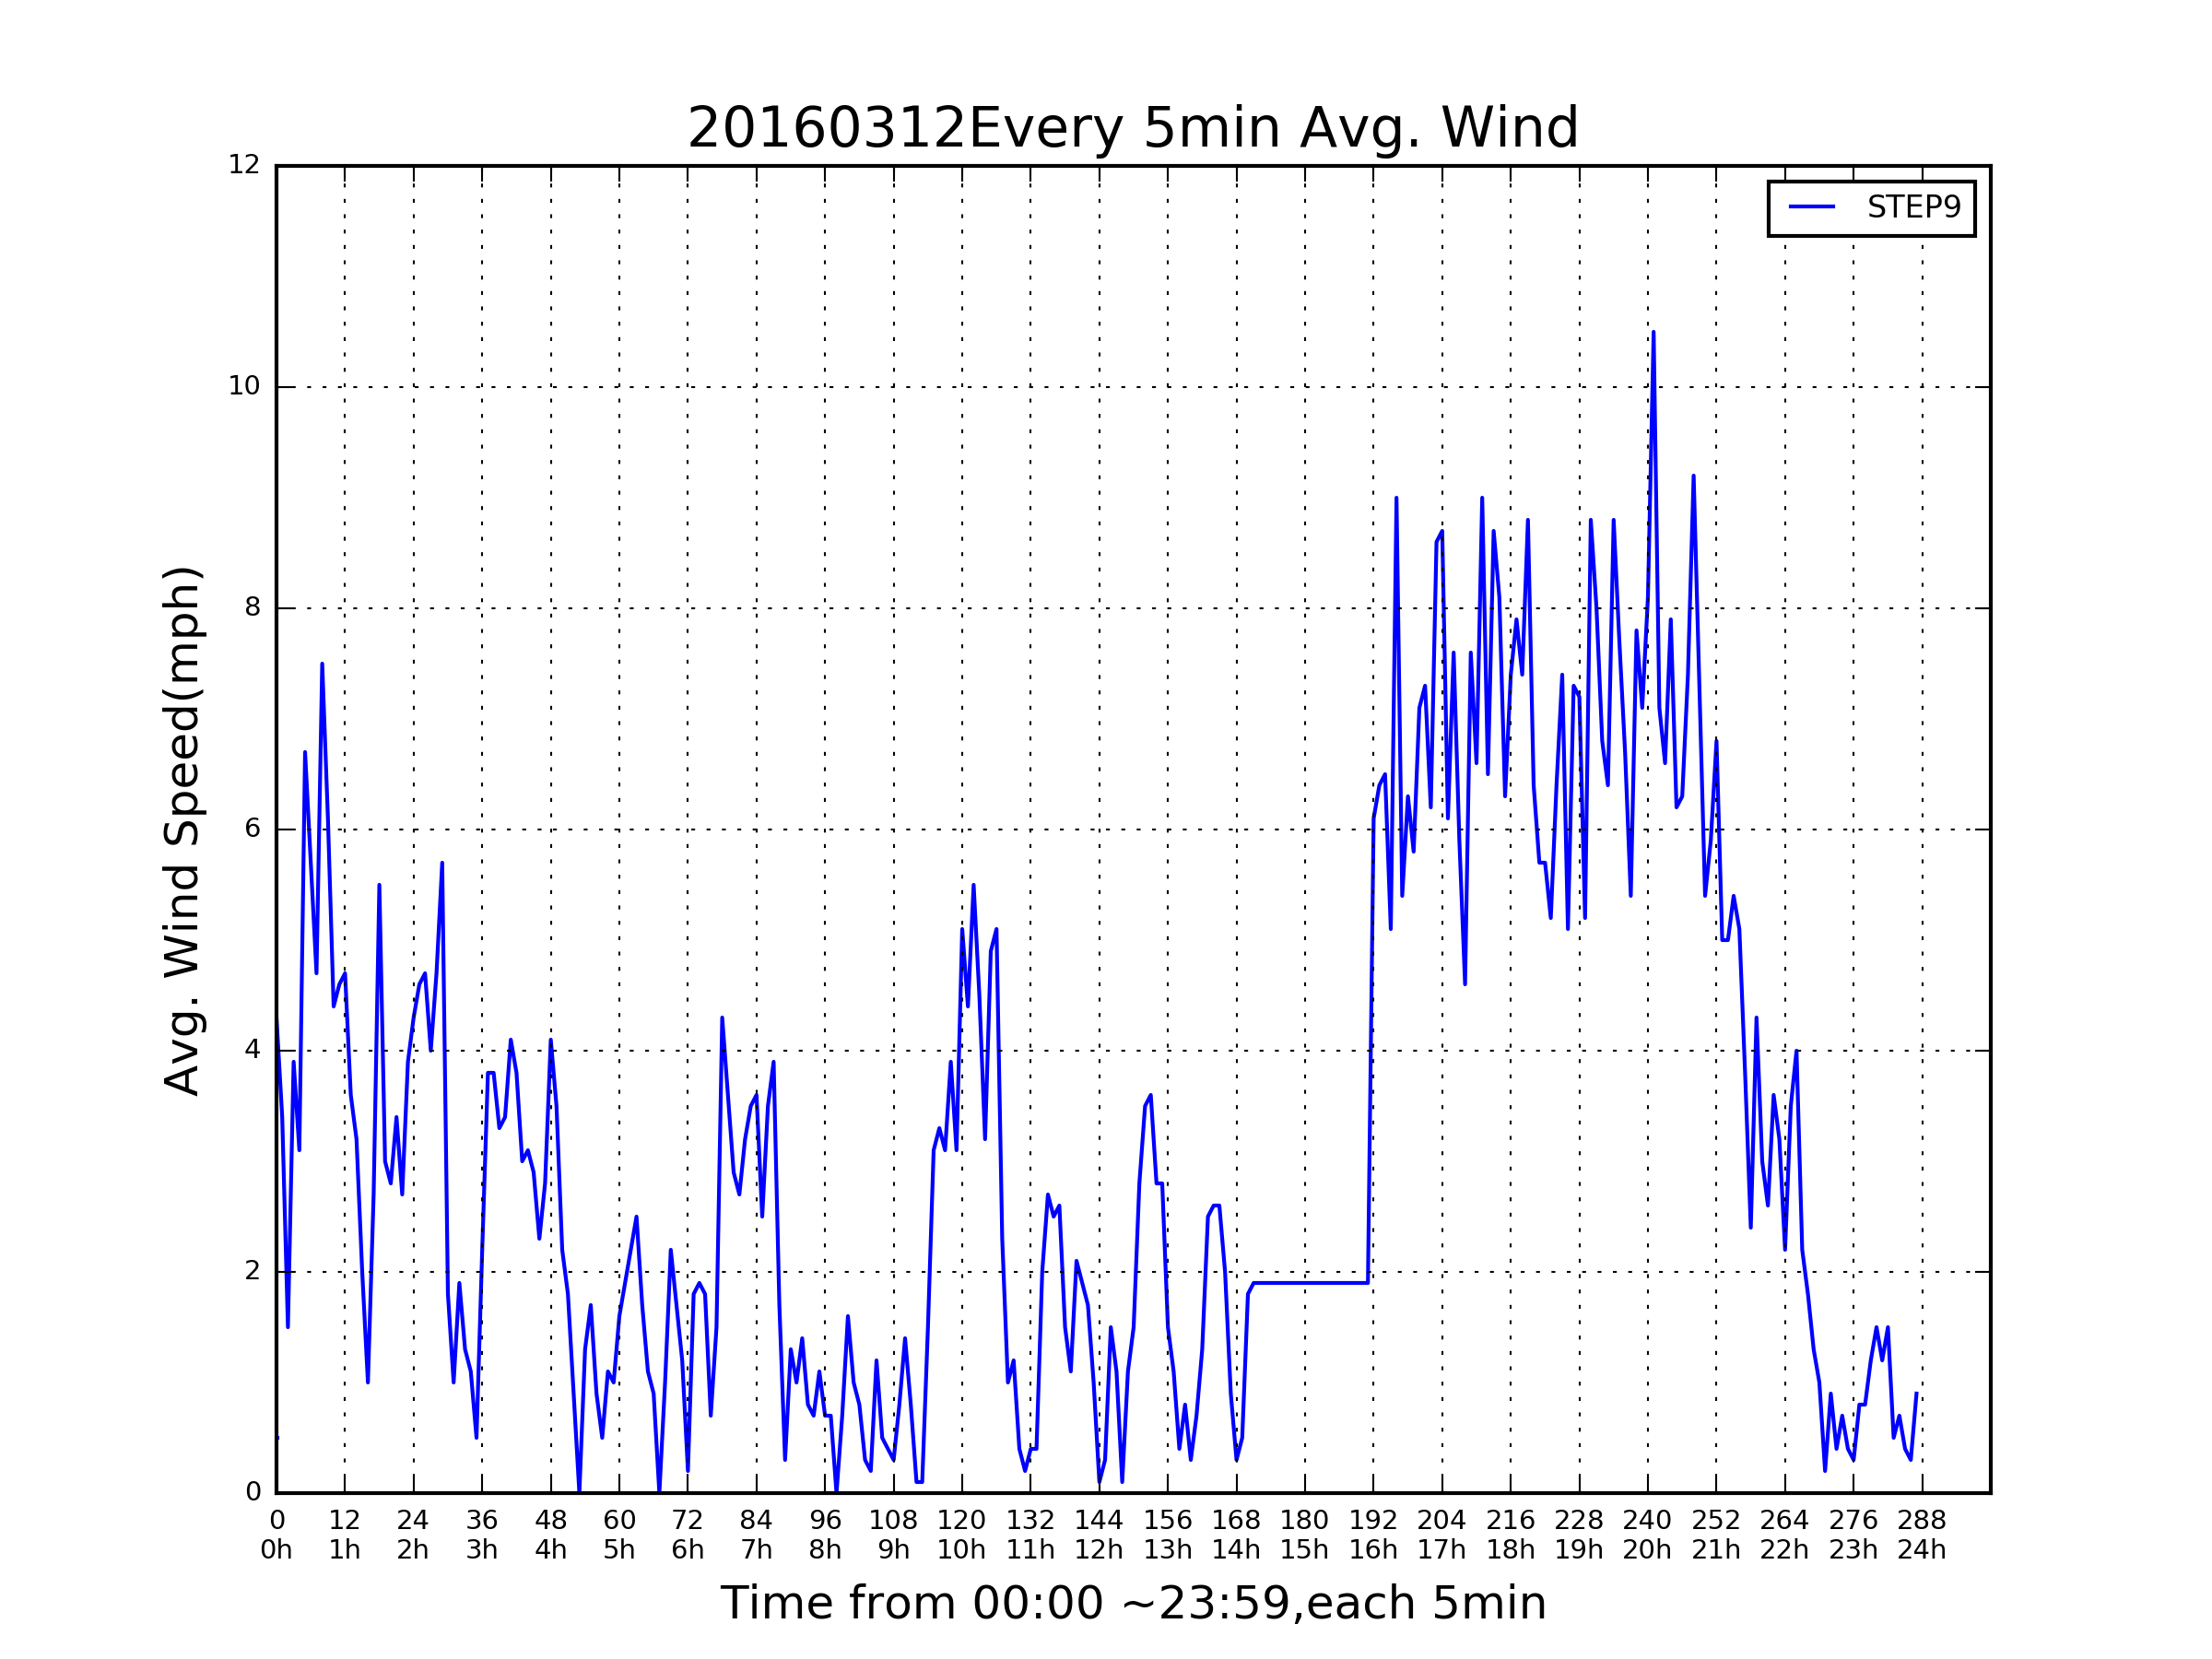 20160312Every 5min Avg. Wind
STEP9
Avg. Wind Speed(mph)
12
10
8
6
4
2
0
0 12 24 36 48 60 72 84 96 108 120 132 144 156 168 180 192 204 216 228 240 252 264 276 288
0h 1h 2h 3h 4h 5h 6h 7h 8h 9h 10h 11h 12h 13h 14h 15h 16h 17h 18h 19h 20h 21h 22h 23h 24h
Time from 00:00 ~23:59,each 5min